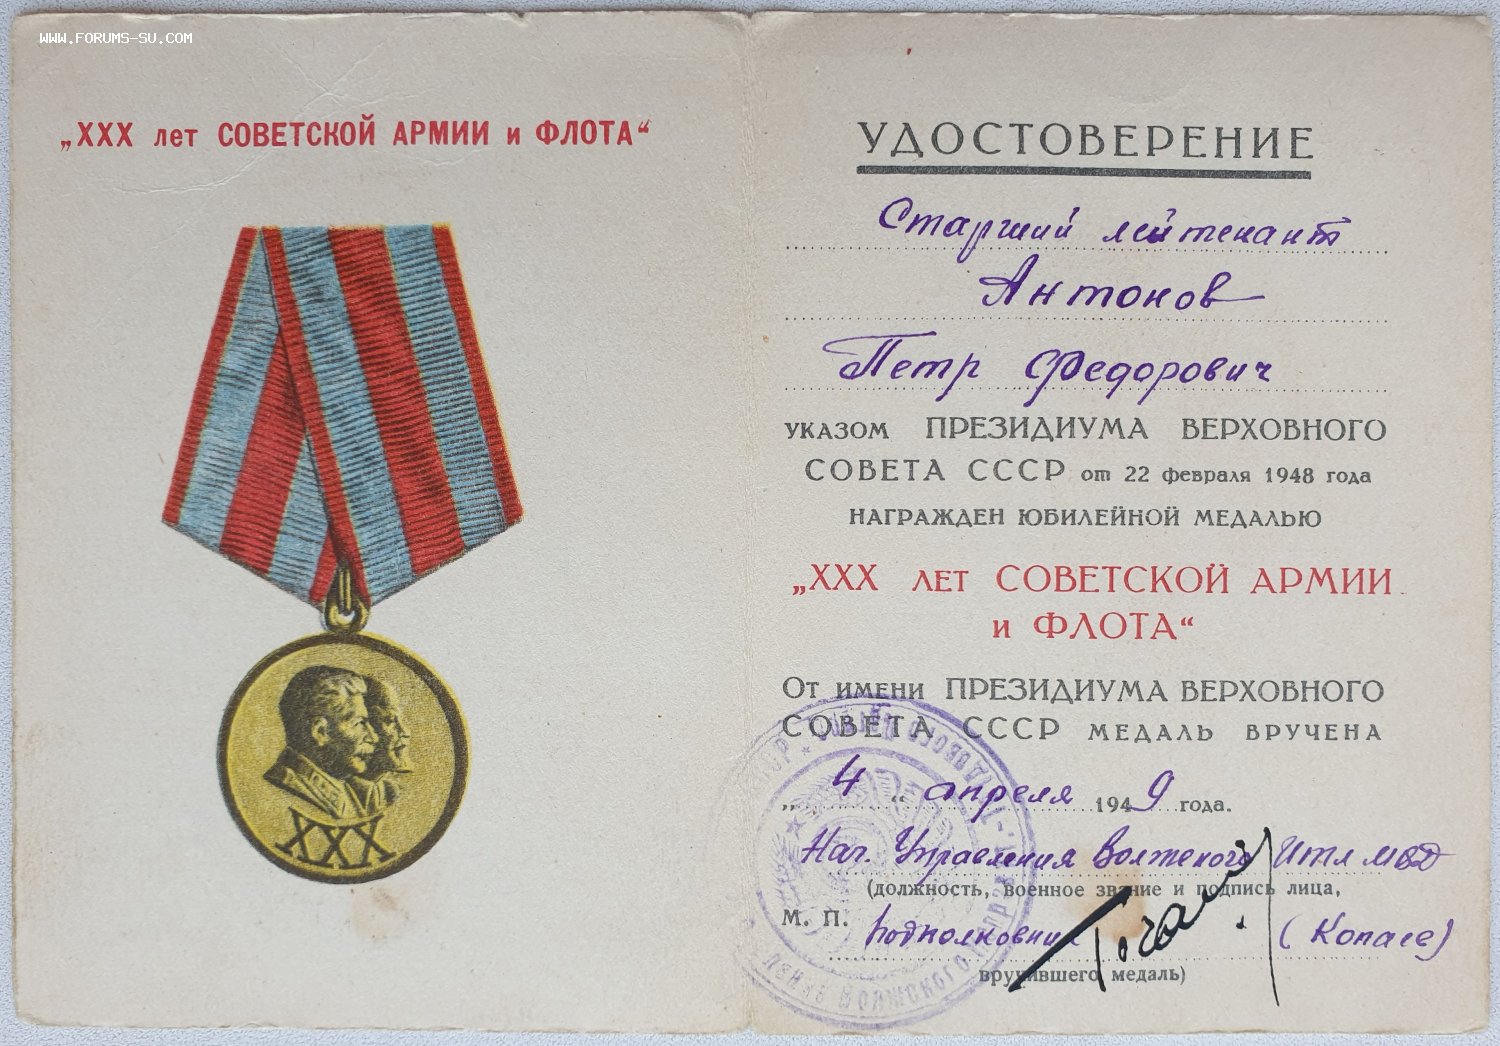 WWW.FORUMS-SU.COM
„XXX лет СОВЕТСКОЙ АРМИИ и ФЛОТА“
XXX
УДОСТОВЕРЕНИЕ
Старший лейтенант
Антонов
Петр Федорович
УКАЗОМ ПРЕЗИДИУМА ВЕРХОВНОГО
СОВЕТА СССР от 22 февраля 1948 года
НАГРАЖДЕН ЮБИЛЕЙНОЙ МЕДАЛЬЮ
„XXX ЛЕТ СОВЕТСКОЙ АРМИИ
и ФЛОТА“
ОТ ИМЕНИ ПРЕЗИДИУМА ВЕРХОВНОГО
СОВЕТА СССР МЕДАЛЬ ВРУЧЕНА
„ 4 “ апреля 1949 года.
Нач. Управления Волжского ИТЛ МВД
(должность, военное звание и подпись лица,
М. П. подполковник (Копаев)
вручившего медаль)
ВОЛЖСКОГО